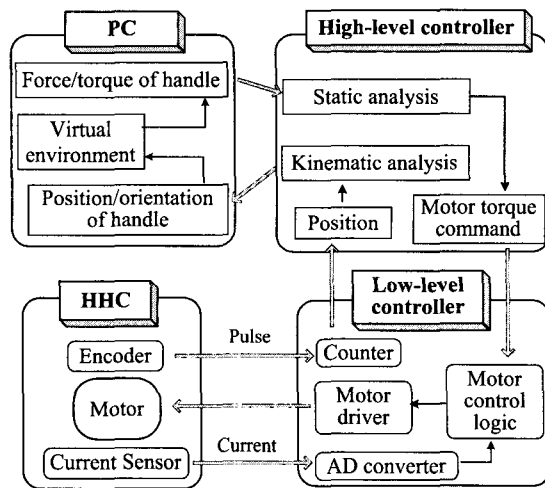 PC
Force/torque of handle
Virtual
environment
Position/orientation
of handle
High-level controller
Static analysis
Kinematic analysis
Position
Motor torque
command
HHC
Encoder
Motor
Current Sensor
Pulse
Current
Low-level
controller
Counter
Motor
driver
Motor
control
logic
AD converter